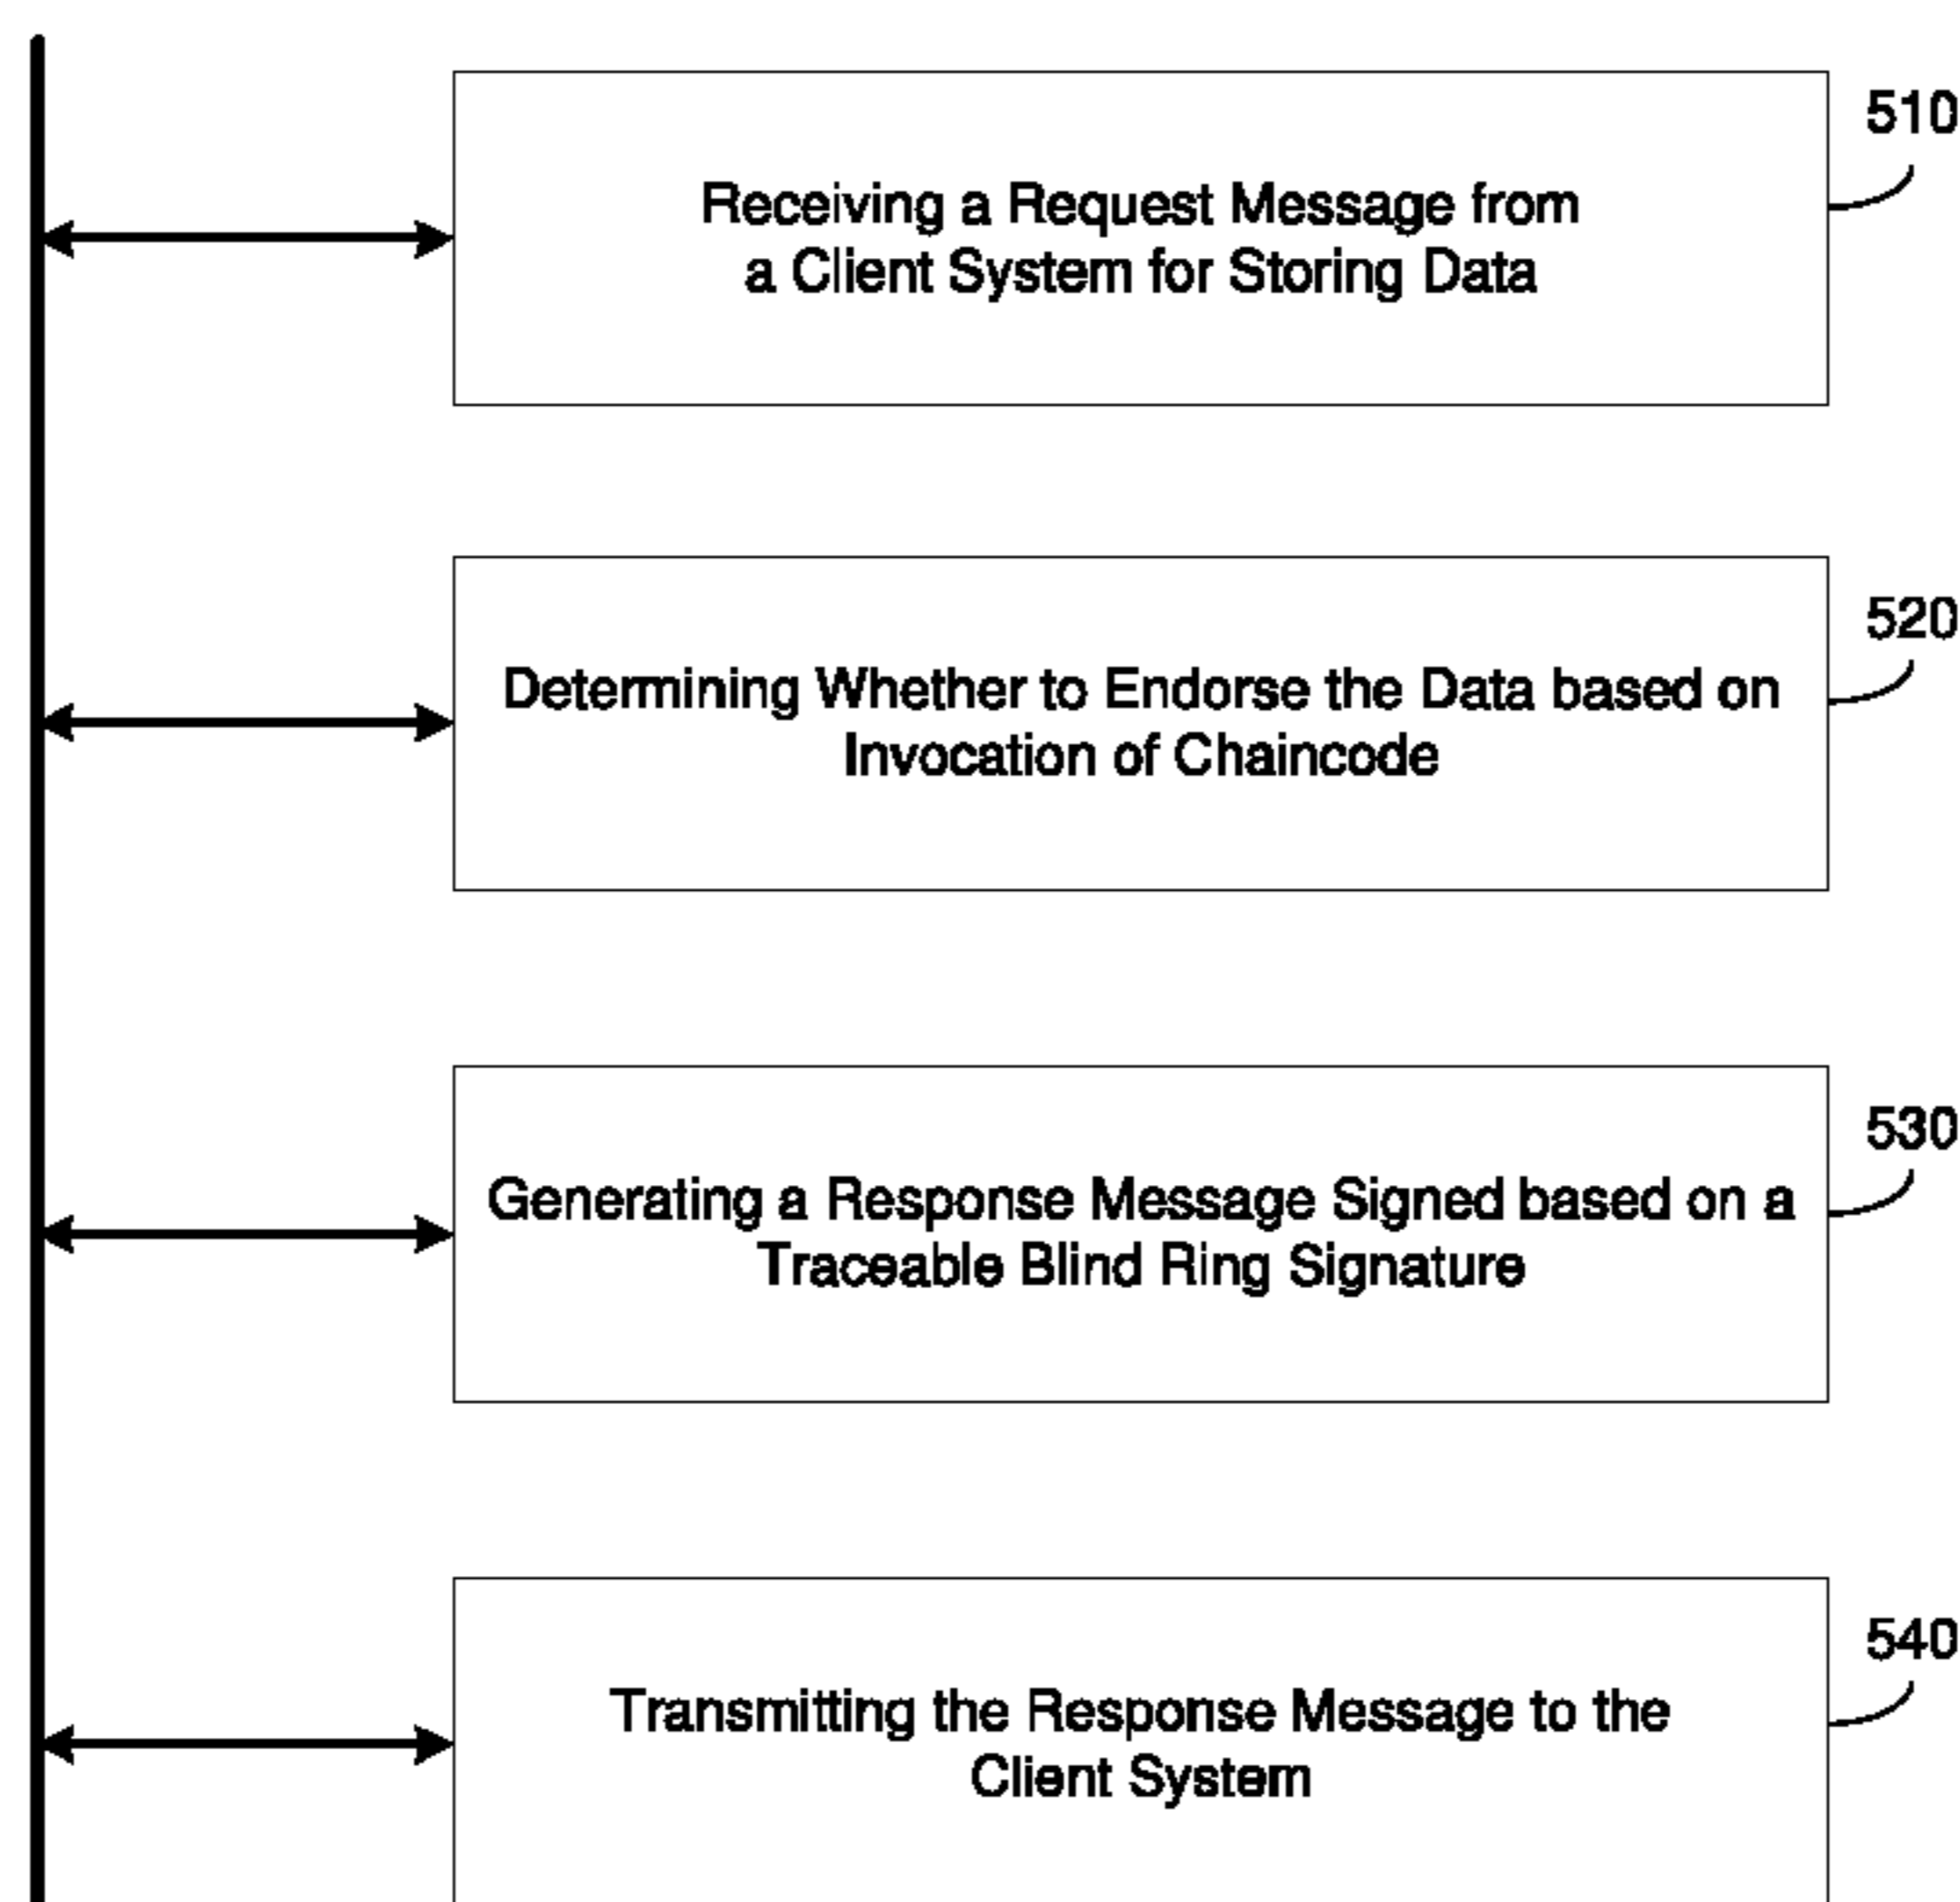 510
Receiving a Request Message from
a Client System for Storing Data
520
Determining Whether to Endorse the Data based on
Invocation of Chaincode
530
Generating a Response Message Signed based on a
Traceable Blind Ring Signature
540
Transmitting the Response Message to the
Client System